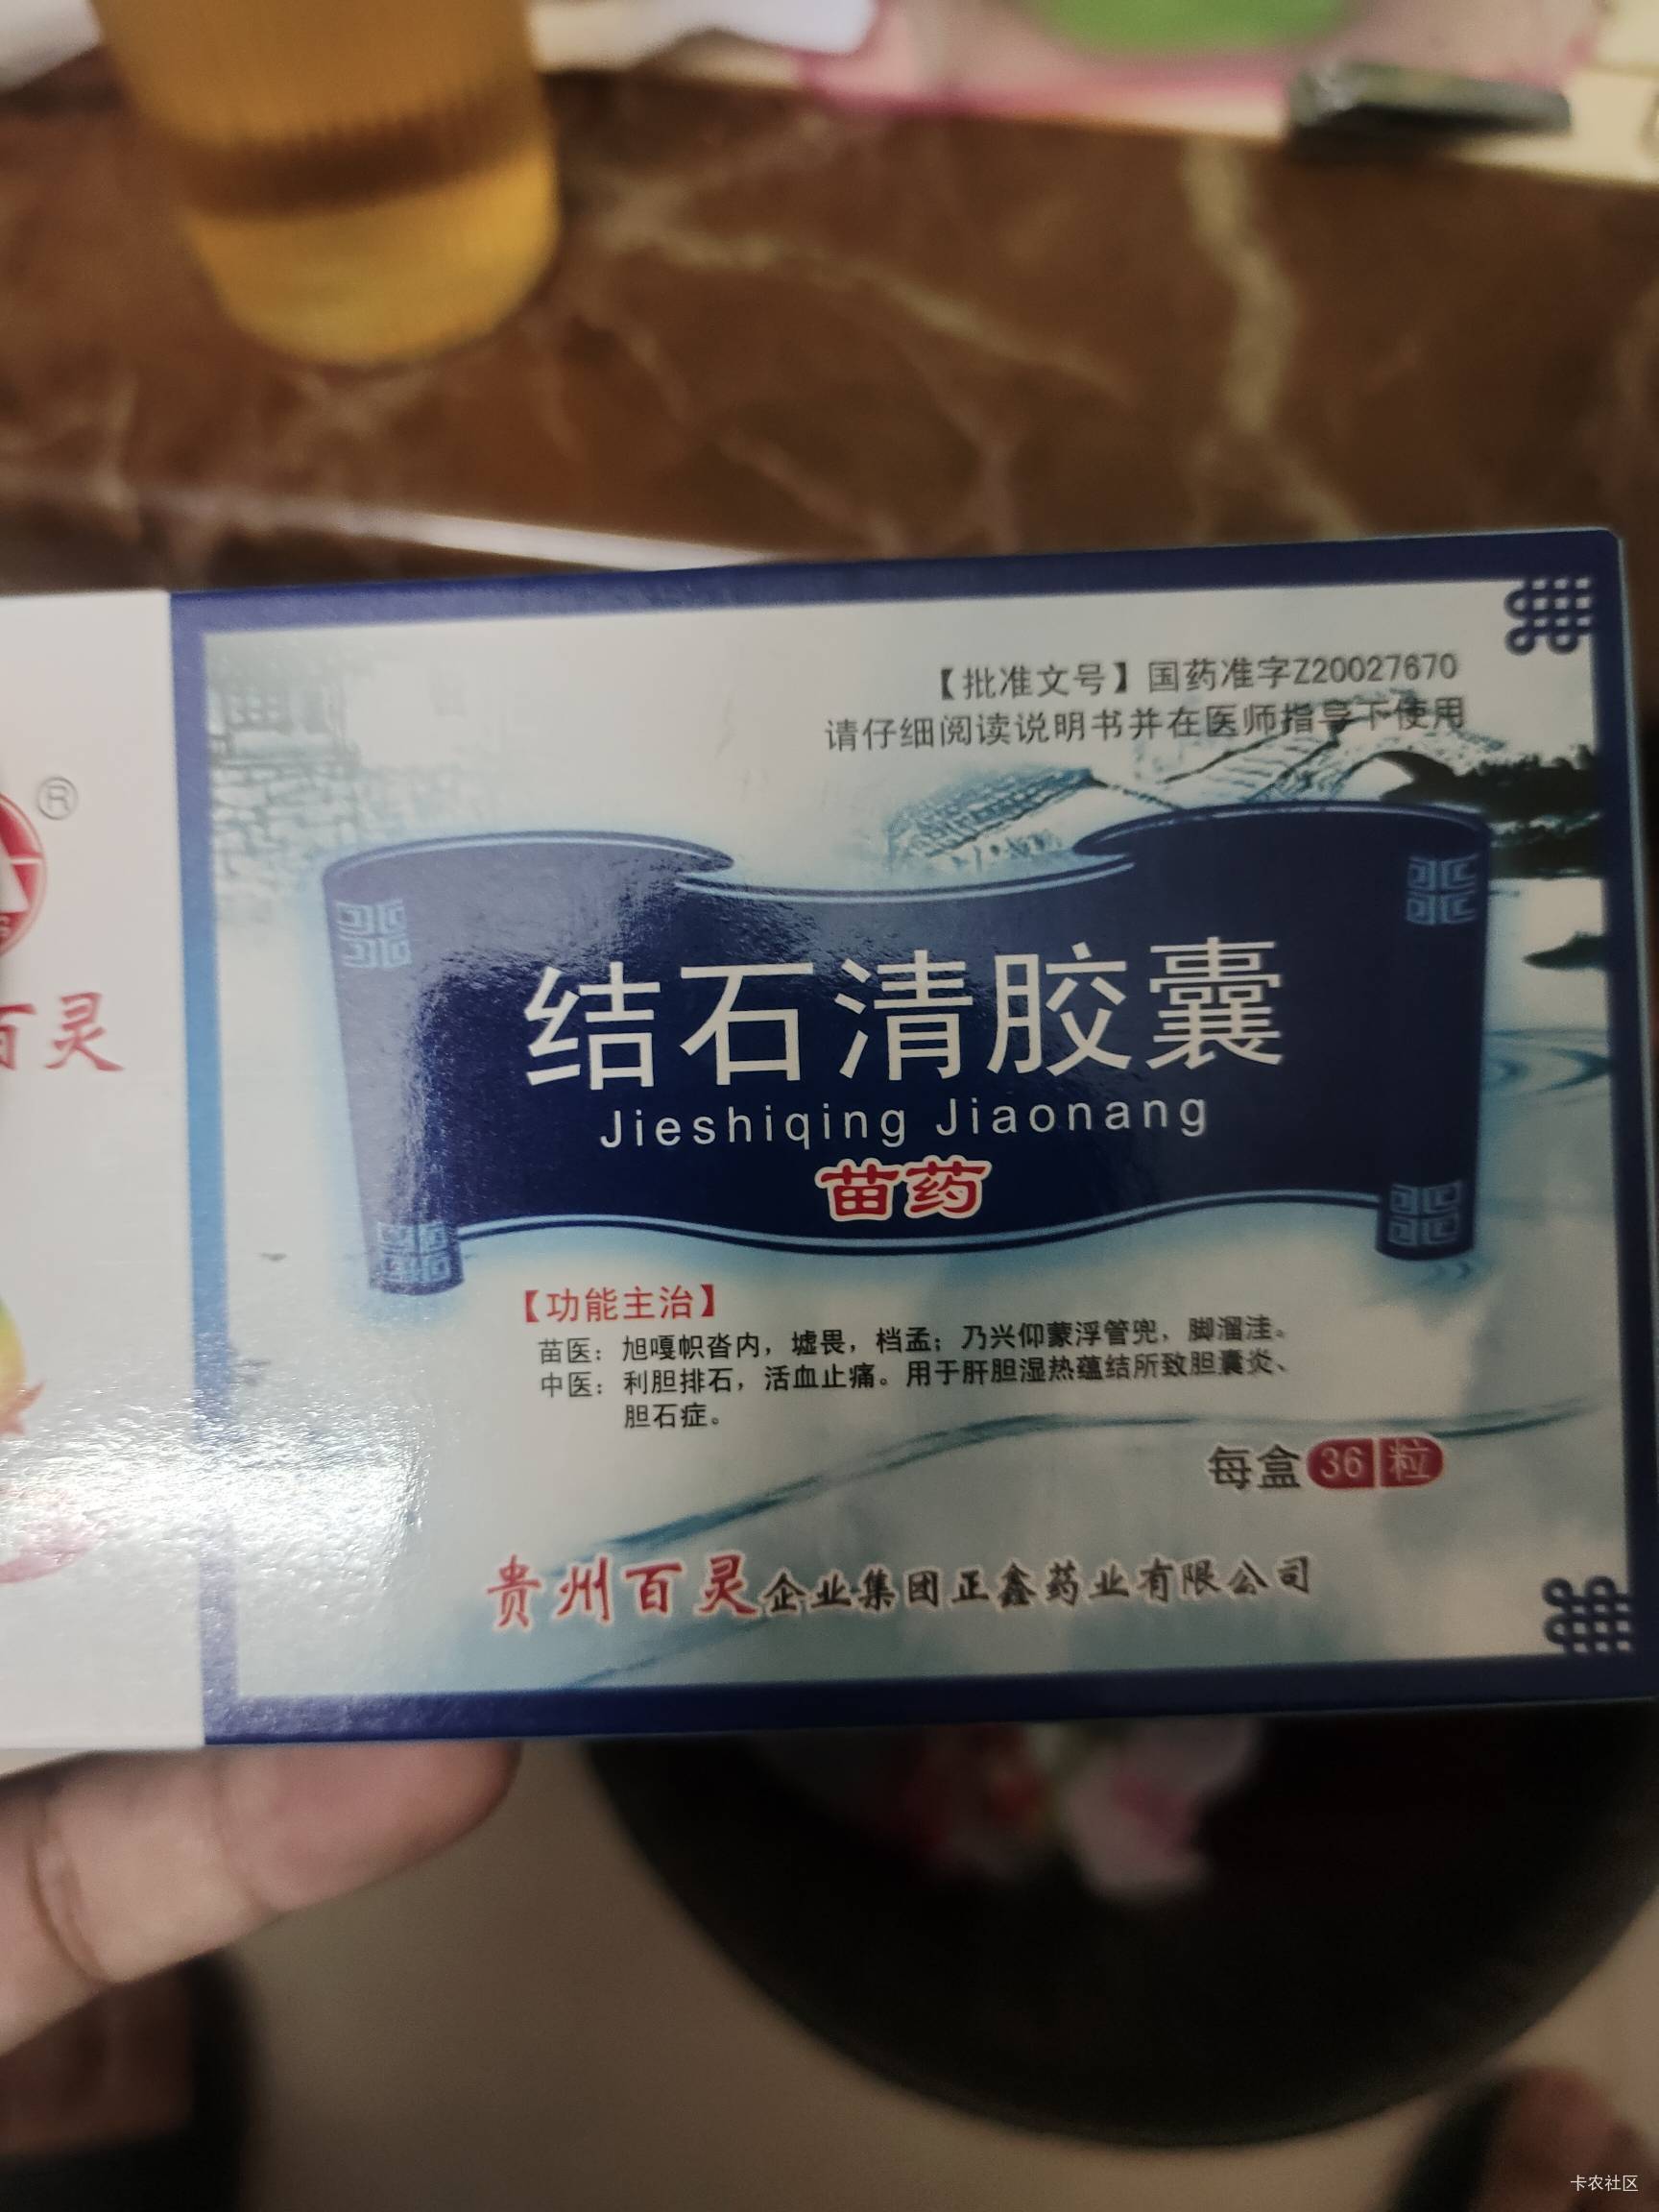 【批准文号】国药准字Z20027670
请仔细阅读说明书并在医师指导下使用
®
百灵
结石清胶囊
Jieshiqing Jiaonang
苗药
【功能主治】
苗医：旭嘎帜沓内，墟畏，档孟；乃兴仰蒙浮管兜，脚溜洼。
中医：利胆排石，活血止痛。用于肝胆湿热蕴结所致胆囊炎、
胆石症。
每盒36粒
贵州百灵企业集团正鑫药业有限公司
卡农社区